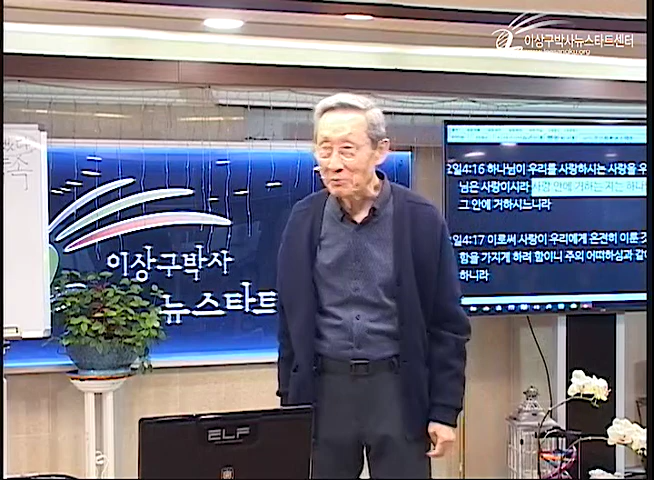 이상구박사뉴스타트센터
요일4:16 하나님이 우리를 사랑하시는 사랑을 우
님은 사랑이시라 사랑 안에 거하는 자는 하나
그 안에 거하시느니라
일4:17 이로써 사랑이 우리에게 온전히 이룬 것
함을 가지게 하려 함이니 주의 어떠하심과 같이
하니라
이상구박사
뉴스타트
ELF